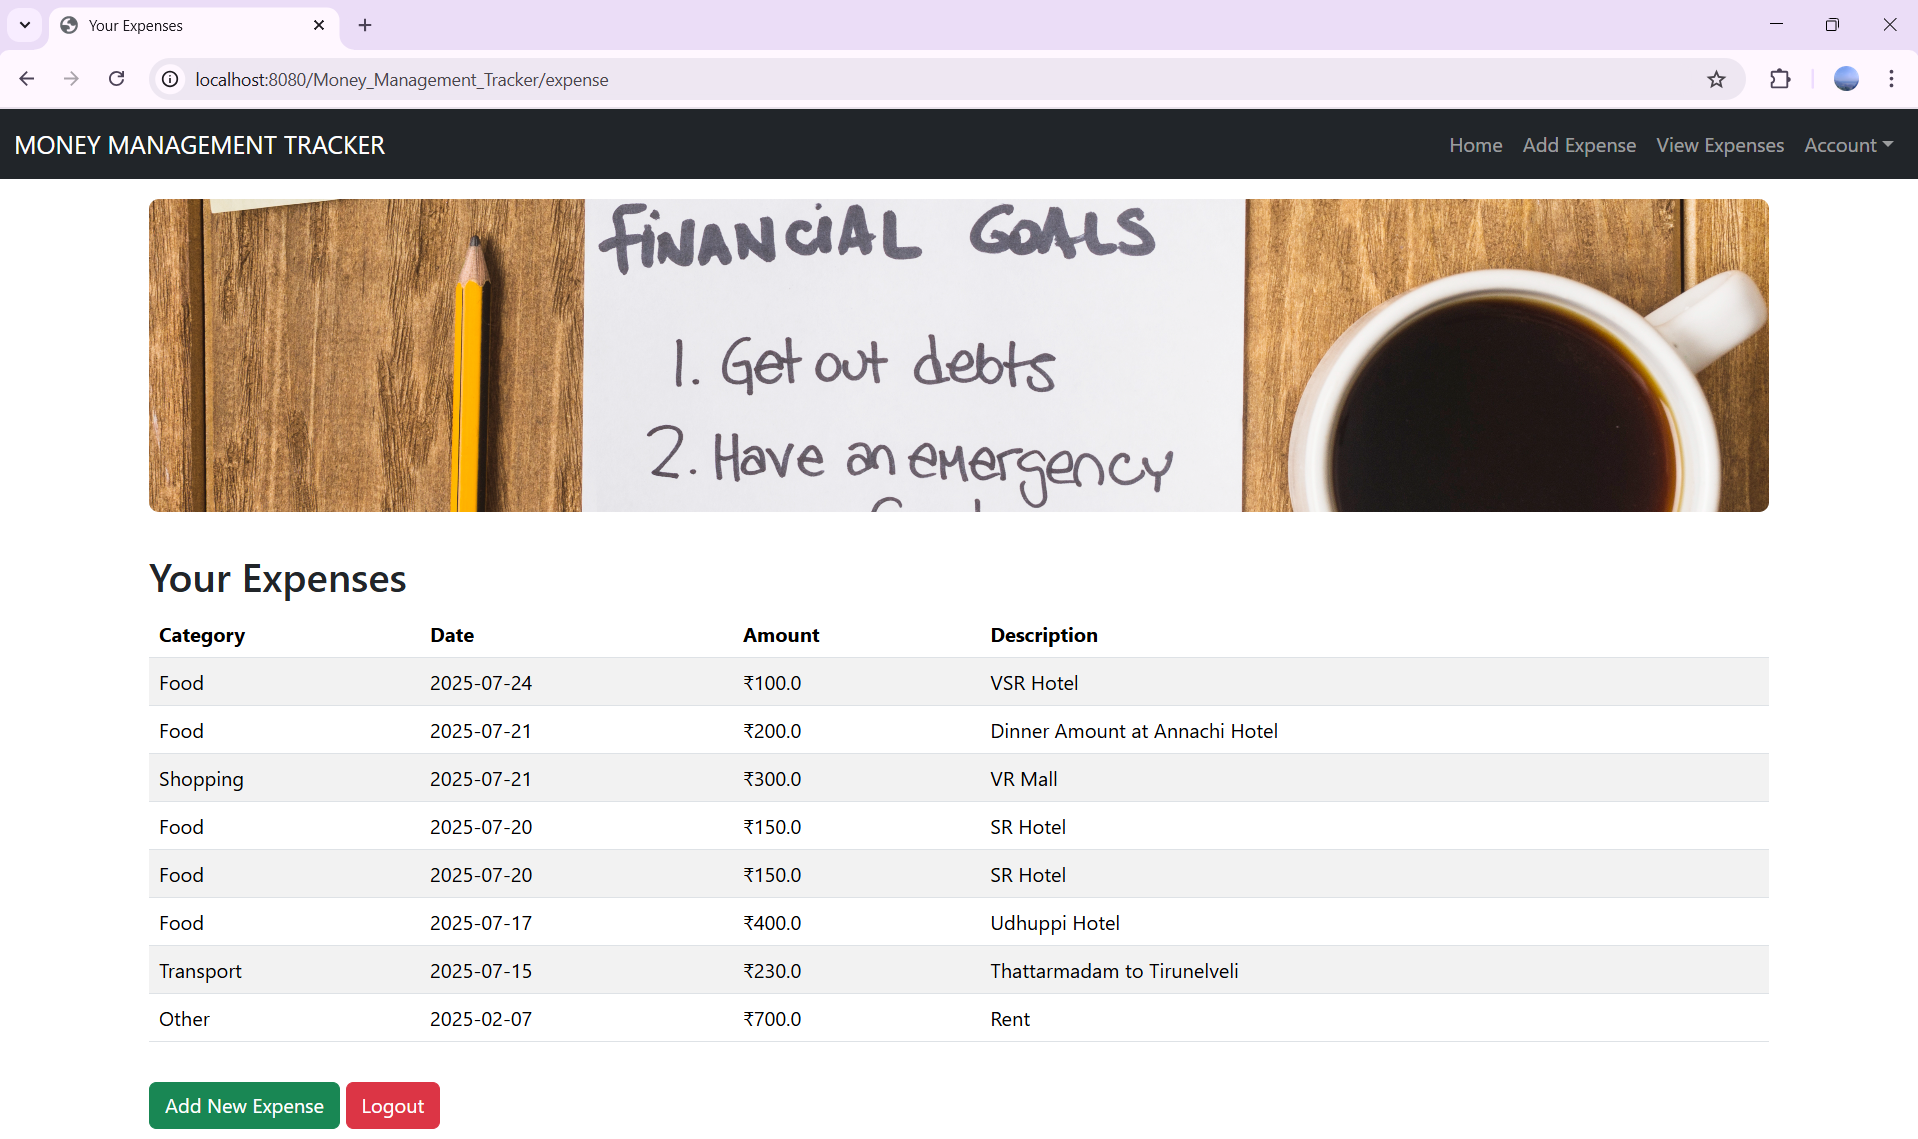 Your Expenses
localhost:8080/Money_Management_Tracker/expense
MONEY MANAGEMENT TRACKER
Home Add Expense View Expenses Account
FiNANCiAL GOALS
1. Get out debts
2. Have an emergency
Your Expenses
Category Date Amount Description
Food 2025-07-24 ₹100.0 VSR Hotel
Food 2025-07-21 ₹200.0 Dinner Amount at Annachi Hotel
Shopping 2025-07-21 ₹300.0 VR Mall
Food 2025-07-20 ₹150.0 SR Hotel
Food 2025-07-20 ₹150.0 SR Hotel
Food 2025-07-17 ₹400.0 Udhuppi Hotel
Transport 2025-07-15 ₹230.0 Thattarmadam to Tirunelveli
Other 2025-02-07 ₹700.0 Rent
Add New Expense Logout